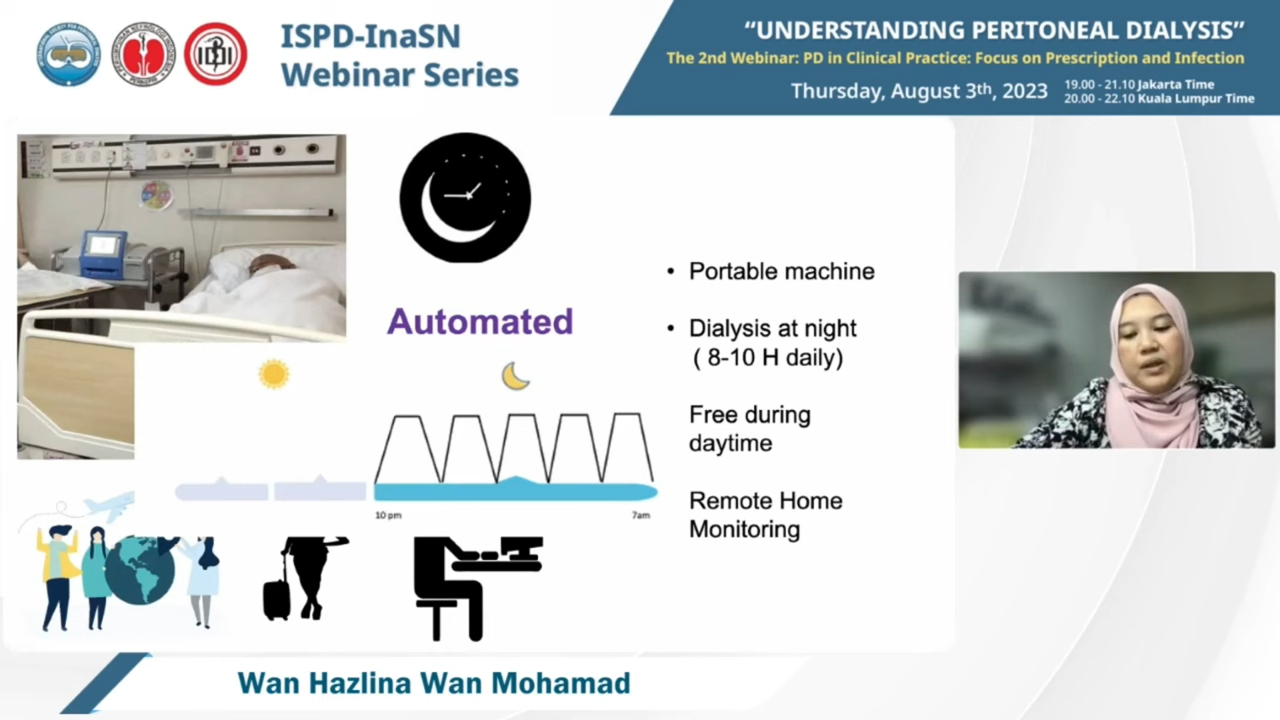 ISPD-InaSN
Webinar Series
“UNDERSTANDING PERITONEAL DIALYSIS”
The 2nd Webinar: PD in Clinical Practice: Focus on Prescription and Infection
Thursday, August 3th, 2023
19.00 - 21.10 Jakarta Time
20.00 - 22.10 Kuala Lumpur Time
Automated
• Portable machine
• Dialysis at night
( 8-10 H daily)
Free during
daytime
Remote Home
Monitoring
10 pm
7am
Wan Hazlina Wan Mohamad